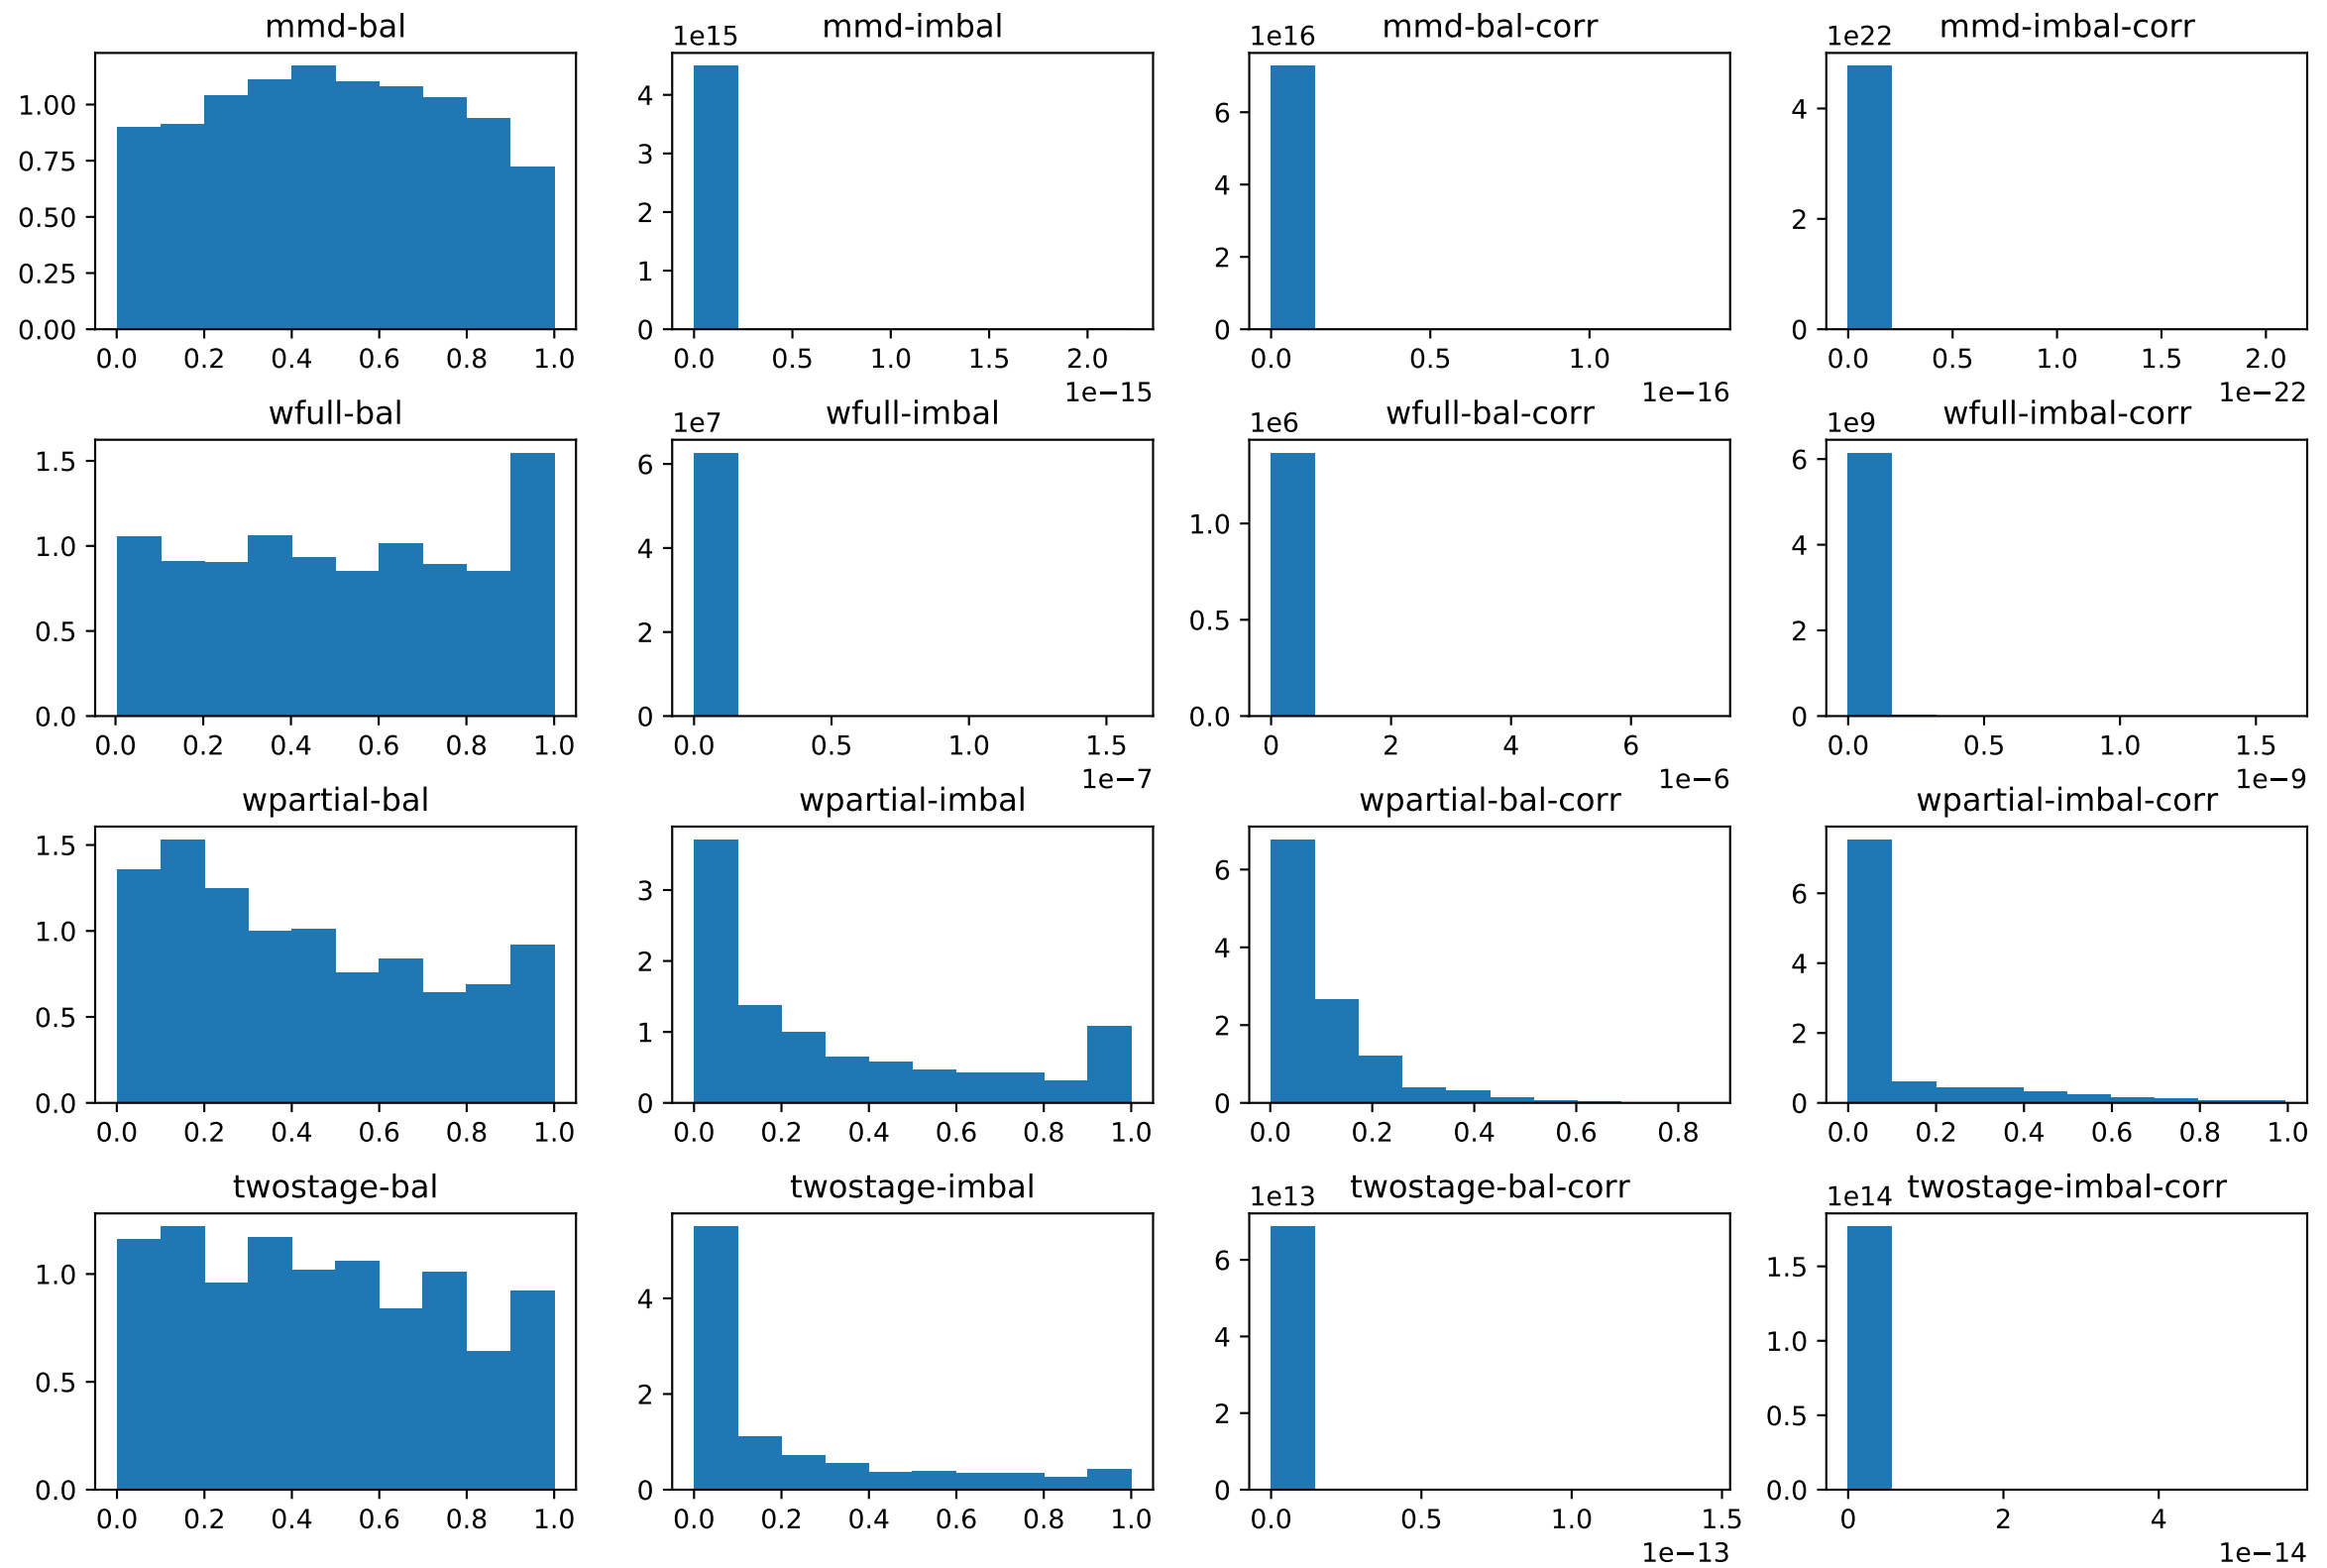 mmd-bal
0.00
0.25
0.50
0.75
1.00
0.0 0.2 0.4 0.6 0.8 1.0
mmd-imbal
1e15
0
1
2
3
4
0.0 0.5 1.0 1.5 2.0
1e−15
mmd-bal-corr
1e16
0
2
4
6
0.0 0.5 1.0
1e−16
mmd-imbal-corr
1e22
0
2
4
0.0 0.5 1.0 1.5 2.0
1e−22
wfull-bal
0.0
0.5
1.0
1.5
0.0 0.2 0.4 0.6 0.8 1.0
wfull-imbal
1e7
0
2
4
6
0.0 0.5 1.0 1.5
1e−7
wfull-bal-corr
1e6
0.0
0.5
1.0
0 2 4 6
1e−6
wfull-imbal-corr
1e9
0
2
4
6
0.0 0.5 1.0 1.5
1e−9
wpartial-bal
0.0
0.5
1.0
1.5
0.0 0.2 0.4 0.6 0.8 1.0
wpartial-imbal
0
1
2
3
0.0 0.2 0.4 0.6 0.8 1.0
wpartial-bal-corr
0
2
4
6
0.0 0.2 0.4 0.6 0.8
wpartial-imbal-corr
0
2
4
6
0.0 0.2 0.4 0.6 0.8 1.0
twostage-bal
0.0
0.5
1.0
0.0 0.2 0.4 0.6 0.8 1.0
twostage-imbal
0
2
4
0.0 0.2 0.4 0.6 0.8 1.0
twostage-bal-corr
1e13
0
2
4
6
0.0 0.5 1.0 1.5
1e−13
twostage-imbal-corr
1e14
0.0
0.5
1.0
1.5
0 2 4
1e−14